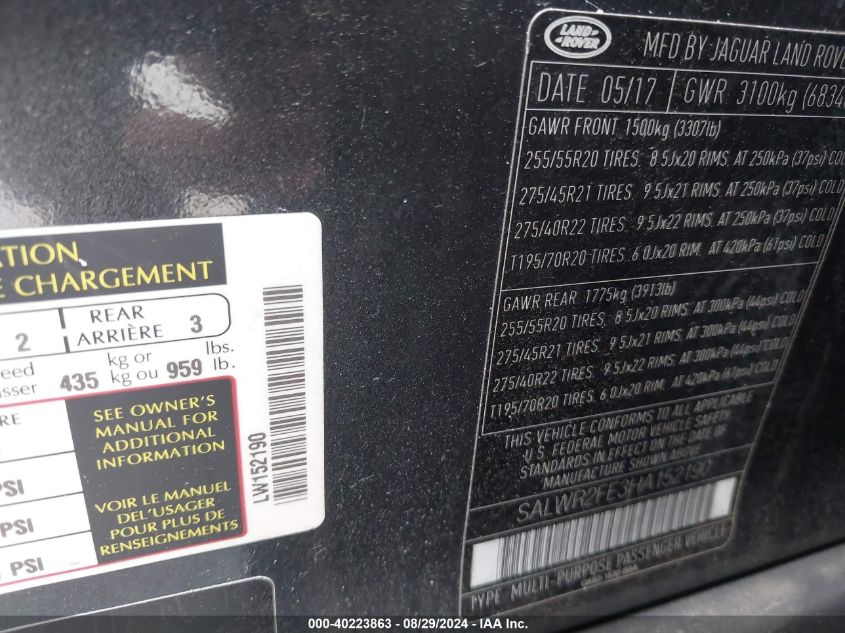 ATION
E CHARGEMENT
2 REAR ARRIÈRE 3
eed
asser 435 kg or kg ou 959 lbs. lb.
RE
SEE OWNER'S
MANUAL FOR
ADDITIONAL
INFORMATION
PSI
PSI
PSI
VOIR LE MANUEL
DEL'USAGER
POUR PLUS DE
RENSEIGNEMENTS
LW152190
LAND
ROVER
MFD BY JAGUAR LAND ROVE
DATE 05/17 GWR 3100kg (6834
GAWR FRONT 1500kg (3307lb)
255/55R20 TIRES, 8.5Jx20 RIMS, AT 250kPa (37psi) COLD
275/45R21 TIRES, 9.5Jx21 RIMS, AT 250kPa (37psi) COLD
275/40R22 TIRES, 9.5Jx22 RIMS, AT 250kPa (37psi) COLD
T195/70R20 TIRES, 6.0Jx20 RIM, AT 420kPa (61psi) COLD
GAWR REAR 1775kg (3913lb)
255/55R20 TIRES, 8.5Jx20 RIMS, AT 300kPa (44psi) COLD
275/45R21 TIRES, 9.5Jx21 RIMS, AT 300kPa (44psi) COLD
275/40R22 TIRES, 9.5Jx22 RIMS, AT 300kPa (44psi) COLD
T195/70R20 TIRES, 6.0Jx20 RIM, AT 420kPa (61psi) COLD
THIS VEHICLE CONFORMS TO ALL APPLICABLE
U.S. FEDERAL MOTOR VEHICLE SAFETY
STANDARDS IN EFFECT ON THE DATE OF
MANUFACTURE SHOWN ABOVE
SALWR2FE3HA152190
TYPE MULTI-PURPOSE PASSENGER VEHICLE
000-40223863 - 08/29/2024 - IAA, Inc.